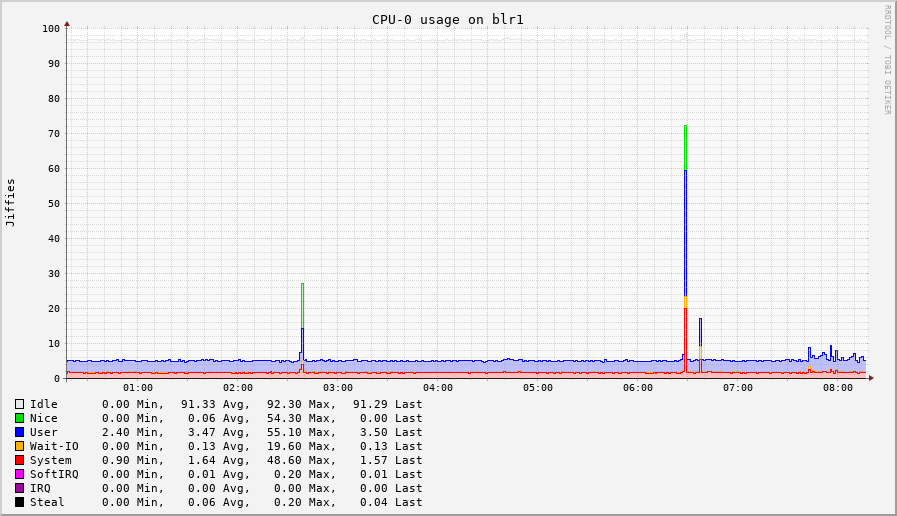 CPU-0 usage on blr1
RRDTOOL / TOBI OETIKER
Jiffies
100
90
80
70
60
50
40
30
20
10
0
01:00 02:00 03:00 04:00 05:00 06:00 07:00 08:00
Idle 0.00 Min, 91.33 Avg, 92.30 Max, 91.29 Last
Nice 0.00 Min, 0.06 Avg, 54.30 Max, 0.00 Last
User 2.40 Min, 3.47 Avg, 55.10 Max, 3.50 Last
Wait-IO 0.00 Min, 0.13 Avg, 19.60 Max, 0.13 Last
System 0.90 Min, 1.64 Avg, 48.60 Max, 1.57 Last
SoftIRQ 0.00 Min, 0.01 Avg, 0.20 Max, 0.01 Last
IRQ 0.00 Min, 0.00 Avg, 0.00 Max, 0.00 Last
Steal 0.00 Min, 0.06 Avg, 0.20 Max, 0.04 Last